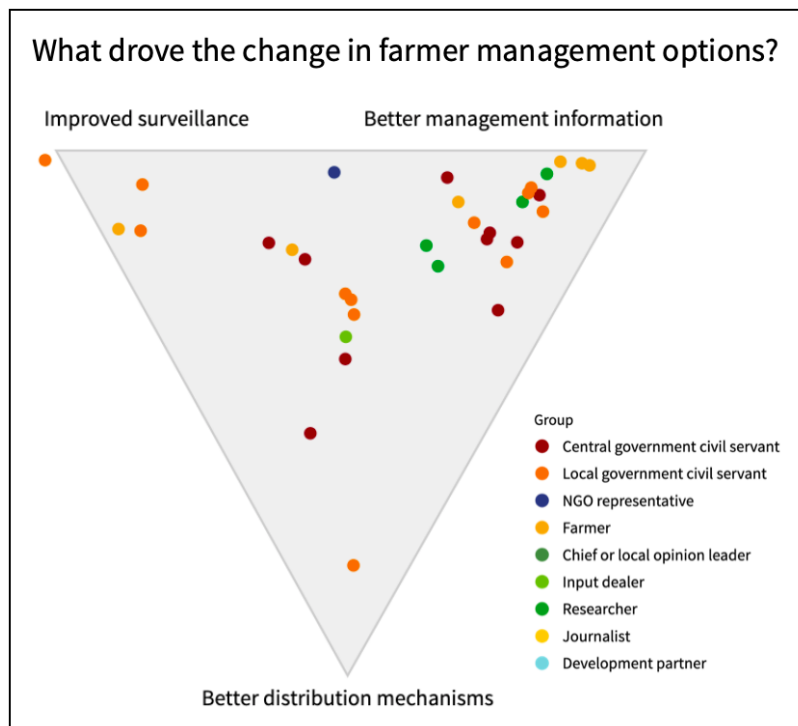 What drove the change in farmer management options?
Improved surveillance
Better management information
Group
Central government civil servant
Local government civil servant
NGO representative
Farmer
Chief or local opinion leader
Input dealer
Researcher
Journalist
Development partner
Better distribution mechanisms